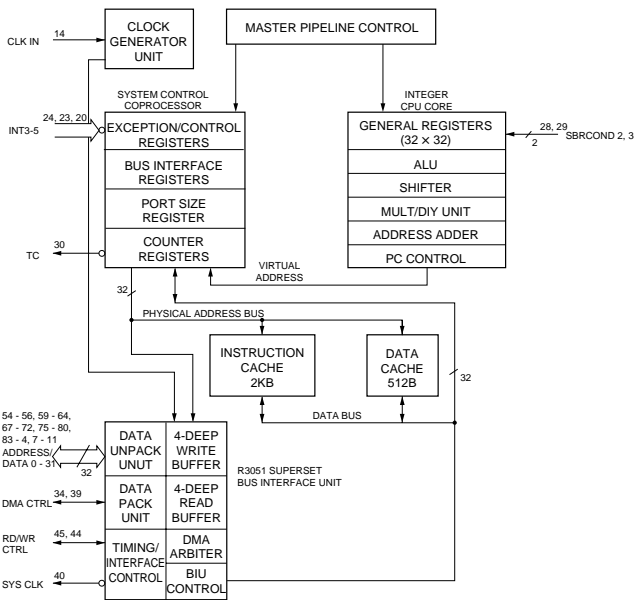 CLOCK
GENERATOR
UNIT
MASTER PIPELINE CONTROL
14
CLK IN
SYSTEM CONTROL
COPROCESSOR
INTEGER
CPU CORE
24, 23, 20
INT3-5
EXCEPTION/CONTROL
REGISTERS
BUS INTERFACE
REGISTERS
PORT SIZE
REGISTER
COUNTER
REGISTERS
GENERAL REGISTERS
(32 × 32)
ALU
SHIFTER
MULT/DIY UNIT
ADDRESS ADDER
PC CONTROL
28, 29
2
SBRCOND 2, 3
30
TC
VIRTUAL
ADDRESS
32
PHYSICAL ADDRESS BUS
INSTRUCTION
CACHE
2KB
DATA
CACHE
512B
32
DATA BUS
54 - 56, 59 - 64,
67 - 72, 75 - 80,
83 - 4, 7 - 11
ADDRESS/
DATA 0 - 31
32
DATA
UNPACK
UNUT
4-DEEP
WRITE
BUFFER
R3051 SUPERSET
BUS INTERFACE UNIT
34, 39
DMA CTRL
DATA
PACK
UNIT
4-DEEP
READ
BUFFER
45, 44
RD/WR
CTRL
TIMING/
INTERFACE
CONTROL
DMA
ARBITER
BIU
CONTROL
40
SYS CLK